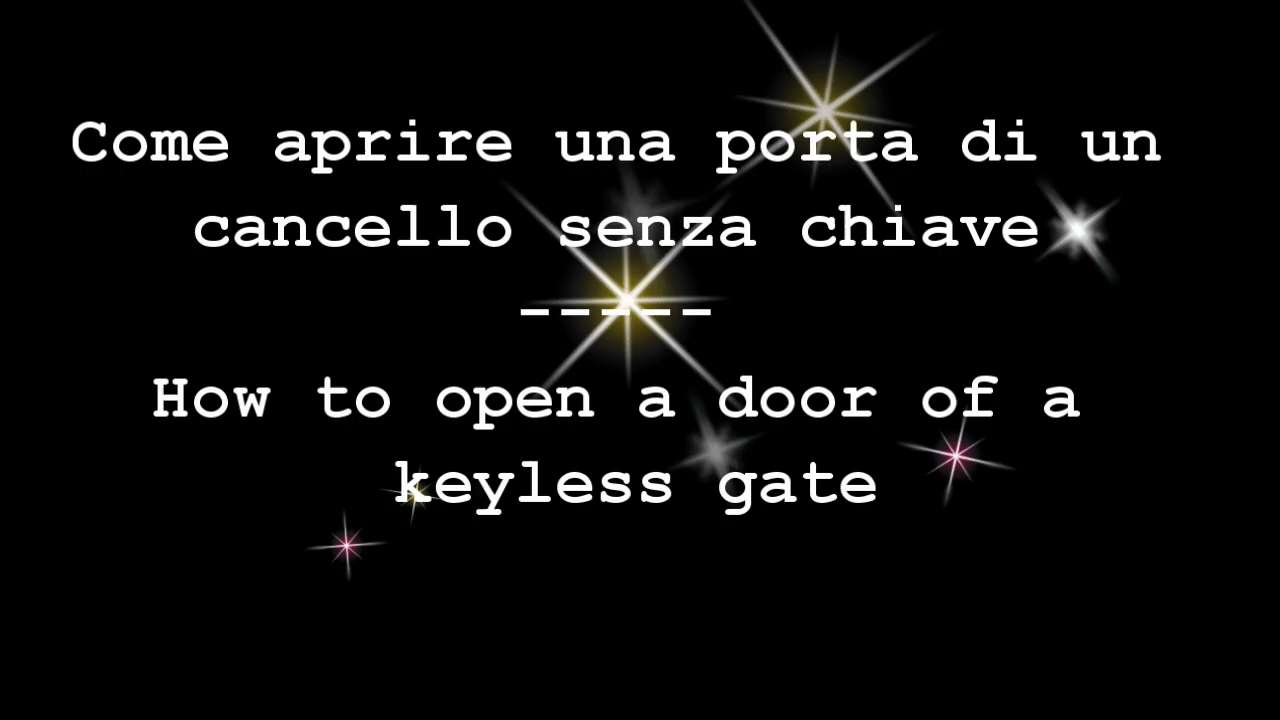 Come aprire una porta di un
cancello senza chiave
-----
How to open a door of a
keyless gate